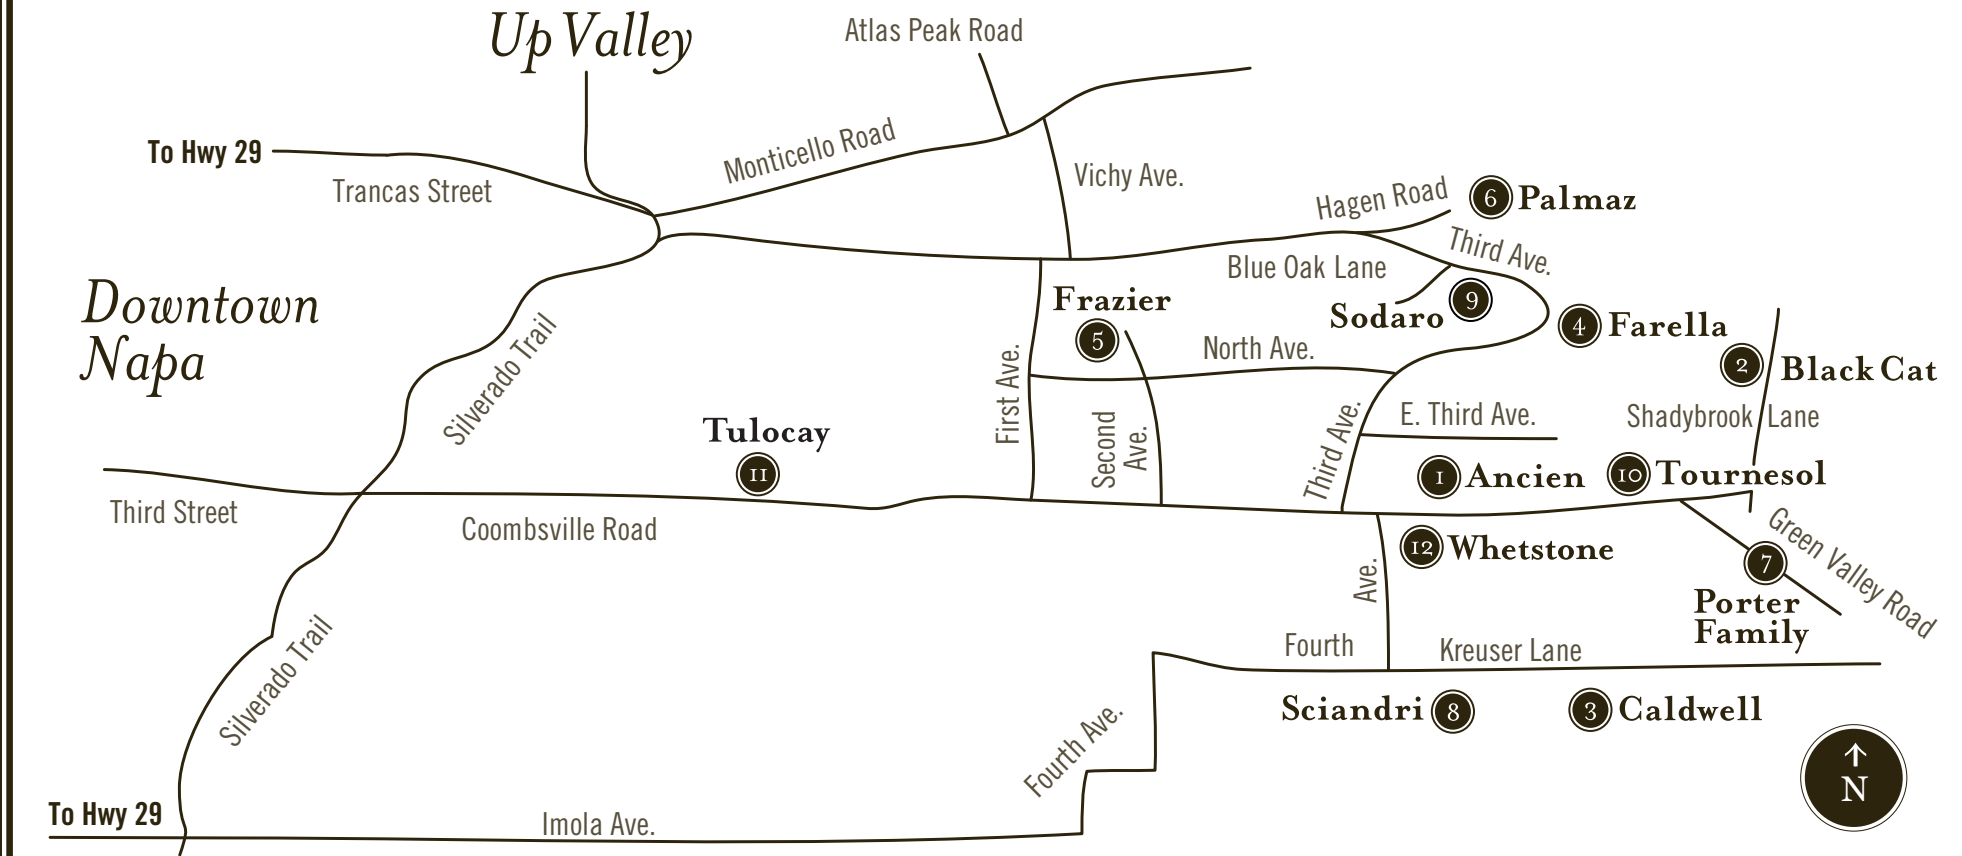 Up Valley
Atlas Peak Road
To Hwy 29
Trancas Street
Monticello Road
Vichy Ave.
Hagen Road
6 Palmaz
Third Ave.
Blue Oak Lane
Downtown
Napa
Silverado Trail
Frazier
5
Sodaro 9
4 Farella
North Ave.
First Ave.
2 Black Cat
Second
Ave.
Third Ave.
E. Third Ave.
Shadybrook Lane
Tulocay
11
1 Ancien
10 Tournesol
Third Street
Coombsville Road
12 Whetstone
Green Valley Road
7
Porter
Family
Ave.
Fourth
Kreuser Lane
Silverado Trail
Sciandri 8
3 Caldwell
Fourth Ave.
N
To Hwy 29
Imola Ave.